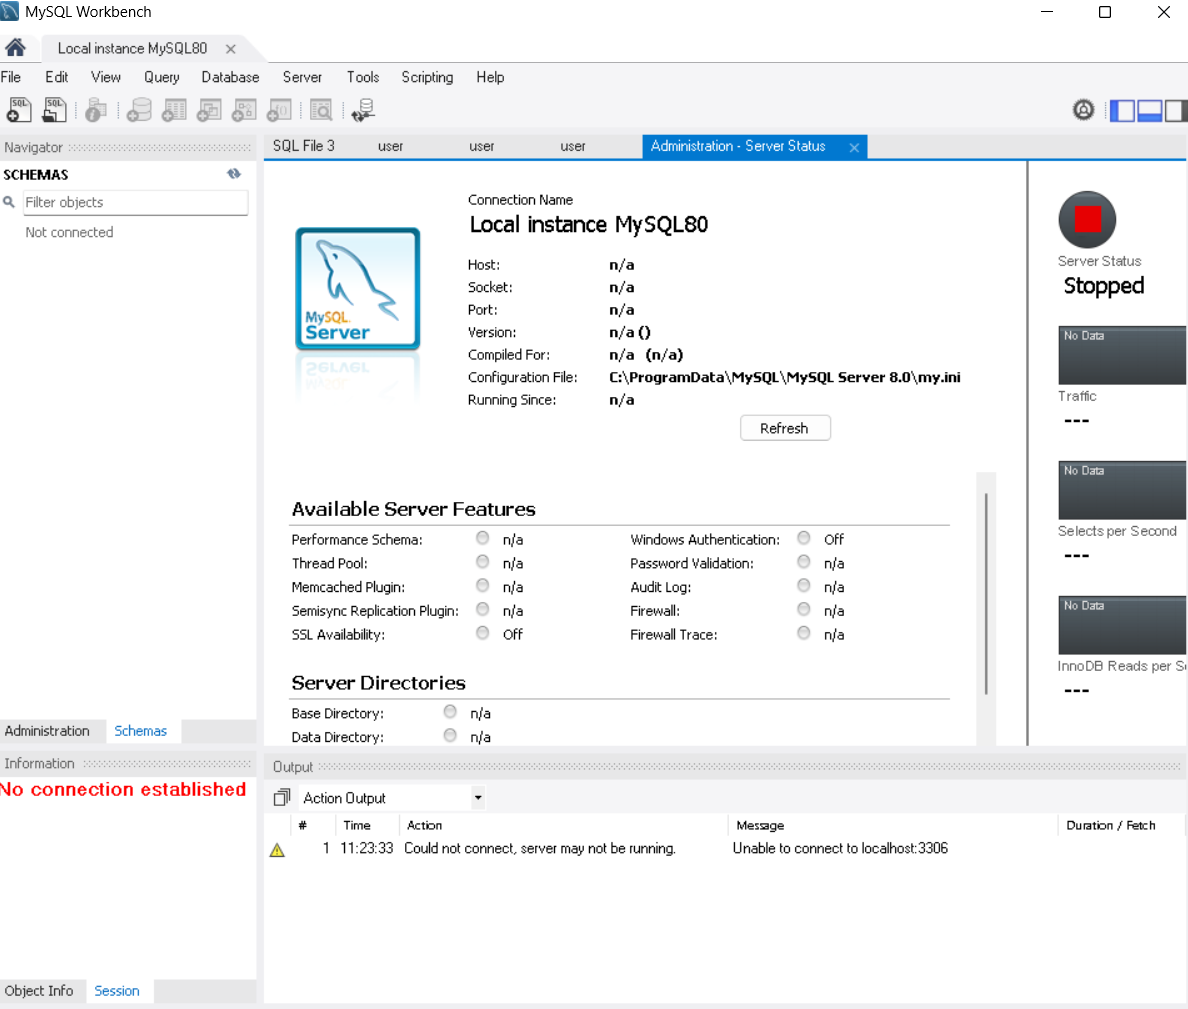 MySQL Workbench
Local instance MySQL80
File Edit View Query Database Server Tools Scripting Help
SQL SQL
Navigator
SCHEMAS
Filter objects
Not connected
Administration Schemas
Information
No connection established
Object Info Session
SQL File 3 user user user Administration - Server Status
MySQL
Server
Connection Name
Local instance MySQL80
Host: n/a
Socket: n/a
Port: n/a
Version: n/a ()
Compiled For: n/a (n/a)
Configuration File: C:\ProgramData\MySQL\MySQL Server 8.0\my.ini
Running Since: n/a
Refresh
Available Server Features
Performance Schema: n/a Windows Authentication: Off
Thread Pool: n/a Password Validation: n/a
Memcached Plugin: n/a Audit Log: n/a
Semisync Replication Plugin: n/a Firewall: n/a
SSL Availability: Off Firewall Trace: n/a
Server Directories
Base Directory: n/a
Data Directory: n/a
Server Status
Stopped
No Data
Traffic
---
No Data
Selects per Second
---
No Data
InnoDB Reads per S
---
Output
Action Output
# Time Action Message Duration / Fetch
1 11:23:33 Could not connect, server may not be running. Unable to connect to localhost:3306